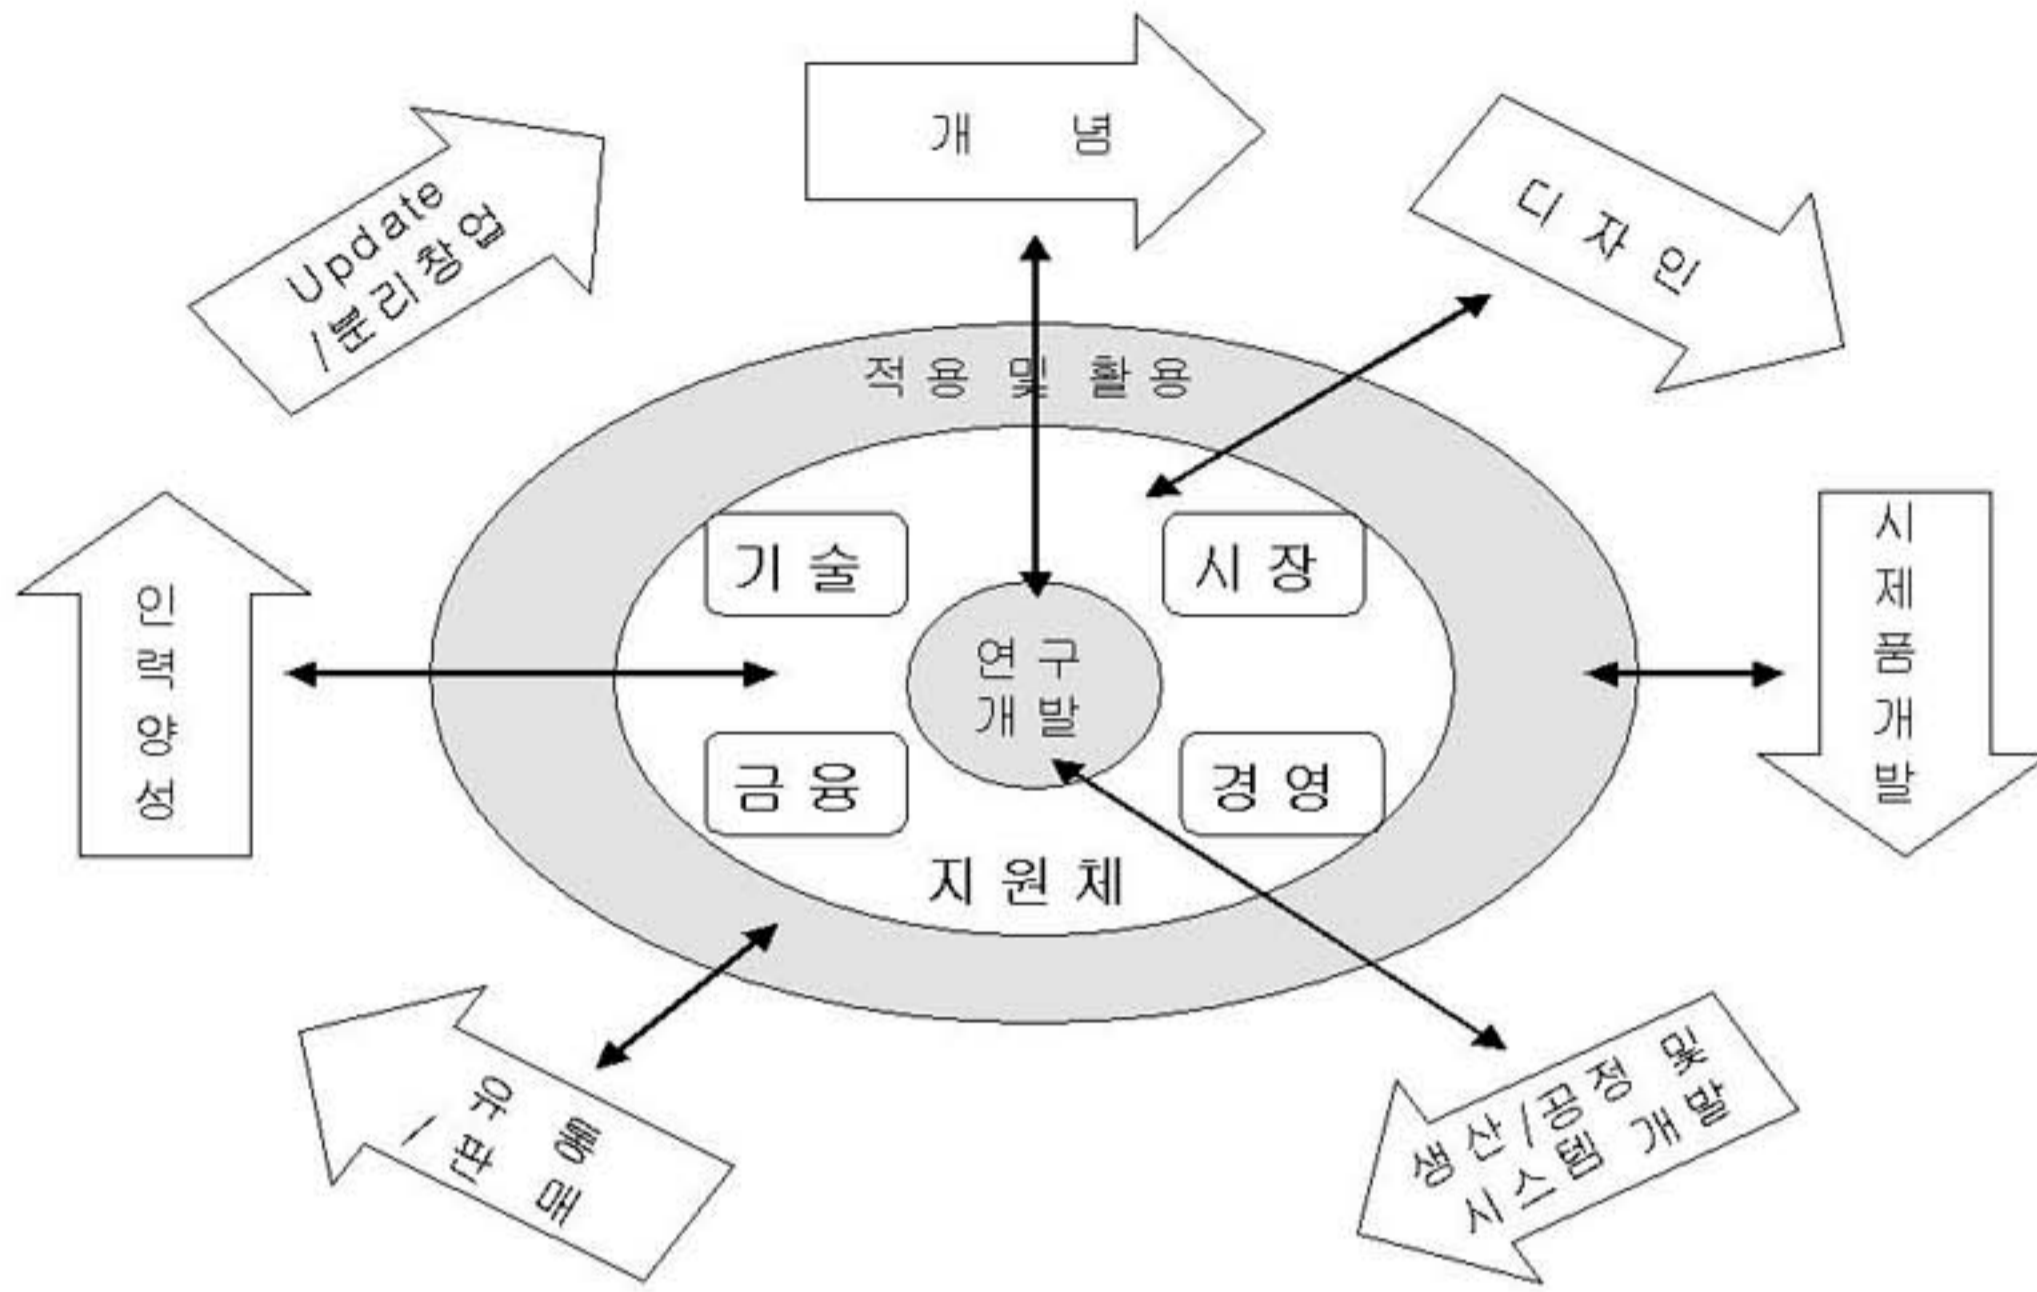 개 녕
디 자 인
Update
/분리창업
적용 및 활용
시
제
품
개
발
기 술
시 장
인
력
양
성
연 구
개 발
금 융
경 영
지 원 체
유 통
/ 판 매
생산/공정 및
시스템 개발